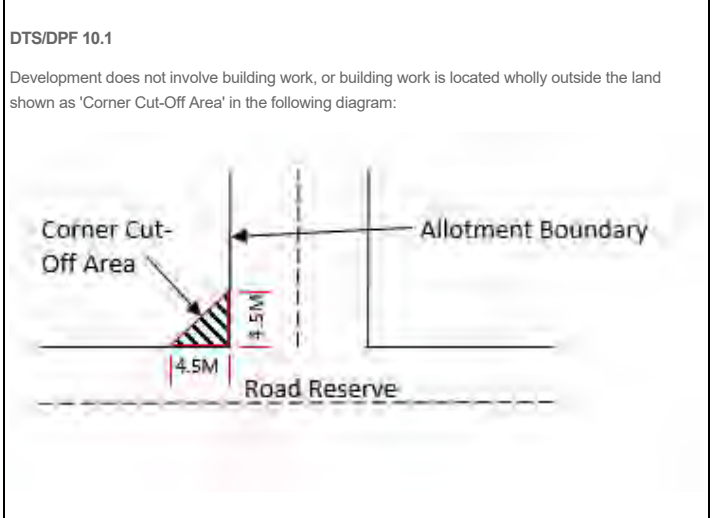 DTS/DPF 10.1
Development does not involve building work, or building work is located wholly outside the land
shown as 'Corner Cut-Off Area' in the following diagram:
Corner Cut-
Off Area
Allotment Boundary
4.5M
4.5M
Road Reserve